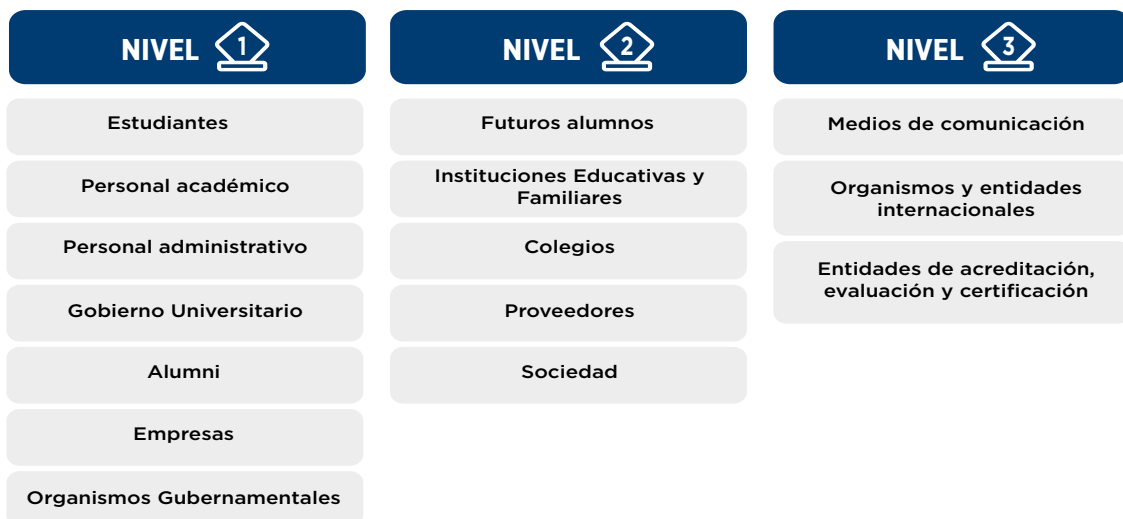 NIVEL 1
Estudiantes
Personal académico
Personal administrativo
Gobierno Universitario
Alumni
Empresas
Organismos Gubernamentales
NIVEL 2
Futuros alumnos
Instituciones Educativas y
Familiares
Colegios
Proveedores
Sociedad
NIVEL 3
Medios de comunicación
Organismos y entidades
internacionales
Entidades de acreditación,
evaluación y certificación